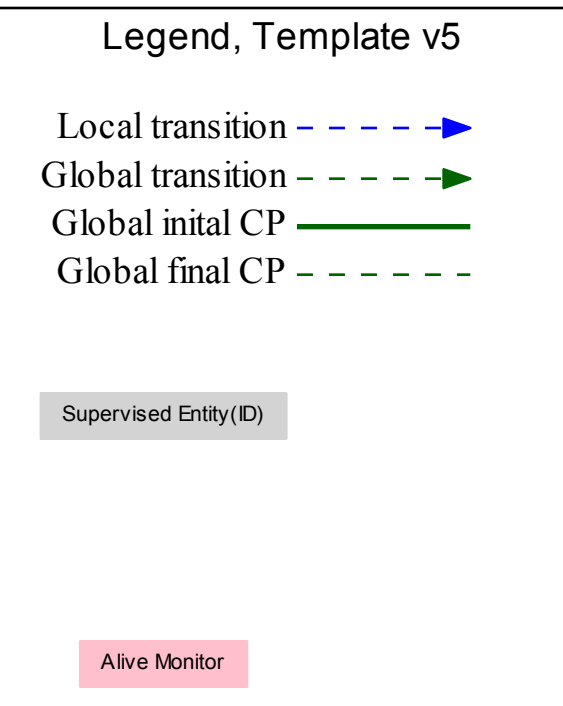 Legend, Template v5
Local transition
Global transition
Global inital CP
Global final CP
Supervised Entity(ID)
Alive Monitor